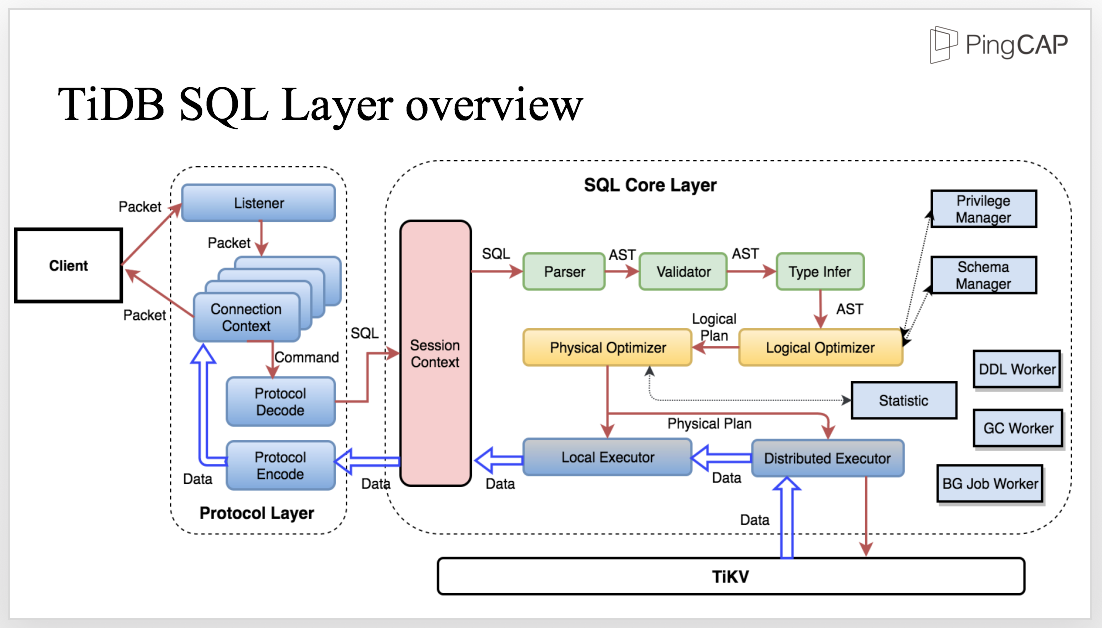 PingCAP
TiDB SQL Layer overview
SQL Core Layer
Client
Packet
Listener
Packet
Connection
Context
Packet
Command
SQL
Protocol
Decode
Protocol
Encode
Data
Data
Protocol Layer
Session
Context
SQL
Parser
AST
Validator
AST
Type Infer
AST
Privilege
Manager
Schema
Manager
Logical
Plan
Physical Optimizer
Logical Optimizer
Statistic
DDL Worker
GC Worker
BG Job Worker
Physical Plan
Local Executor
Distributed Executor
Data
Data
Data
TiKV